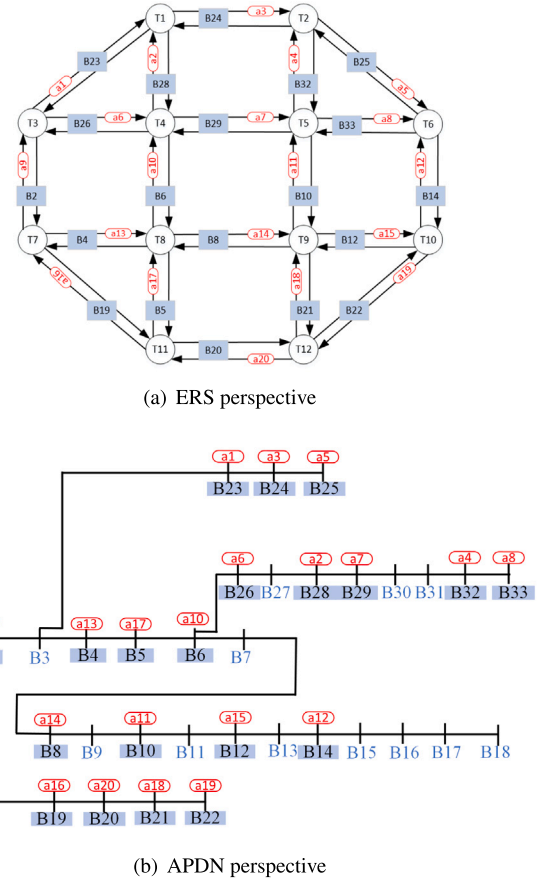 T1 B24 a3 T2
B23 a2 a4 B25
a1 B28 B32 a5
T3 B26 a6 T4 B29 a7 T5 B33 a8 T6
a9 a10 a11 a12
B2 B6 B10 B14
T7 B4 a13 T8 B8 a14 T9 B12 a15 T10
a16 a17 a18 a19
B19 B5 B21 B22
T11 B20 a20 T12
(a) ERS perspective
a1 a3 a5
B23 B24 B25
a6 a2 a7 a4 a8
B26 B27 B28 B29 B30 B31 B32 B33
a13 a17 a10
B3 B4 B5 B6 B7
a14 a11 a15 a12
B8 B9 B10 B11 B12 B13 B14 B15 B16 B17 B18
a16 a20 a18 a19
B19 B20 B21 B22
(b) APDN perspective